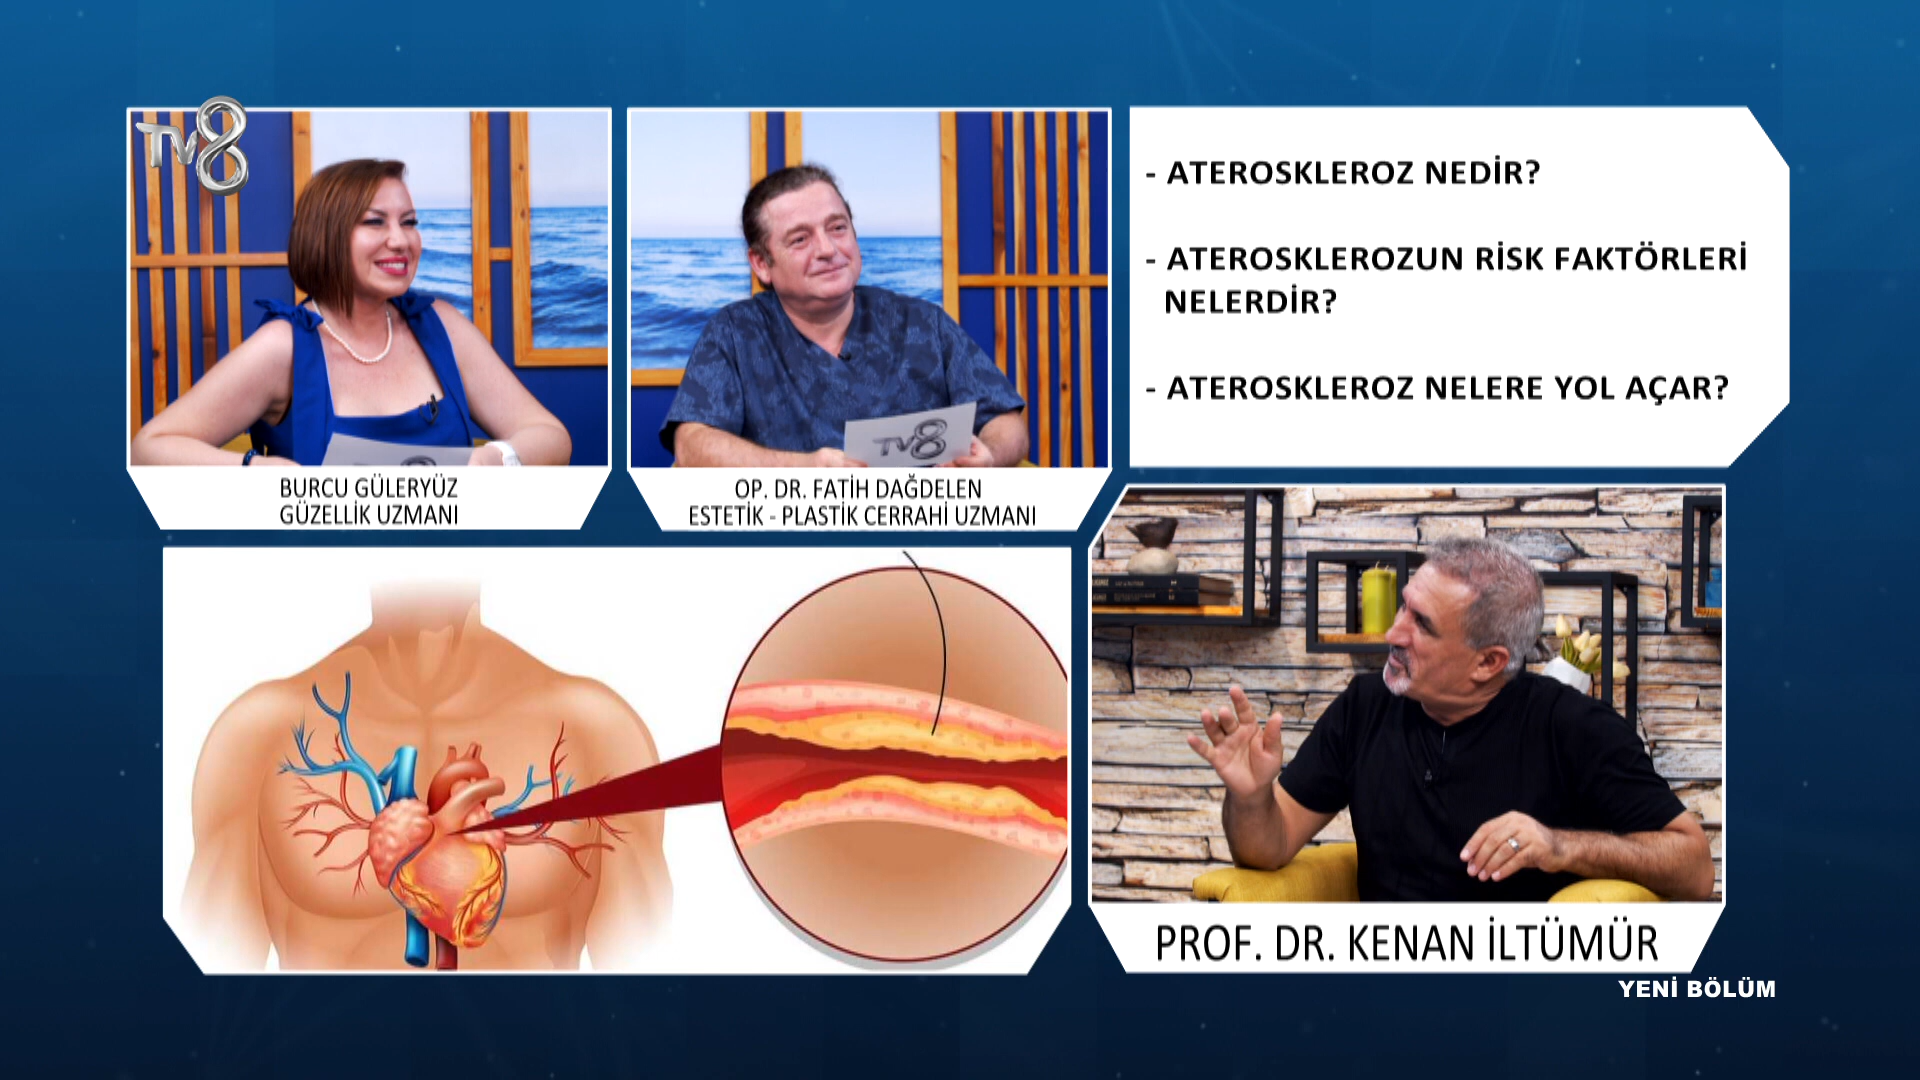 TV8
- ATEROSKLEROZ NEDİR?
- ATEROSKLEROZUN RİSK FAKTÖRLERİ
NELERDİR?
- ATEROSKLEROZ NELERE YOL AÇAR?
TV8
TV8
BURCU GÜLERYÜZ
GÜZELLİK UZMANI
OP. DR. FATİH DAĞDELEN
ESTETİK - PLASTİK CERRAHİ UZMANI
PROF. DR. KENAN İLTÜMÜR
YENİ BÖLÜM